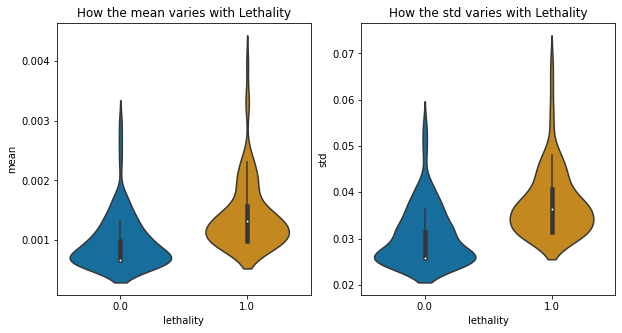 How the mean varies with Lethality
mean
0.004
0.003
0.002
0.001
0.0
1.0
lethality
How the std varies with Lethality
std
0.07
0.06
0.05
0.04
0.03
0.02
0.0
1.0
lethality